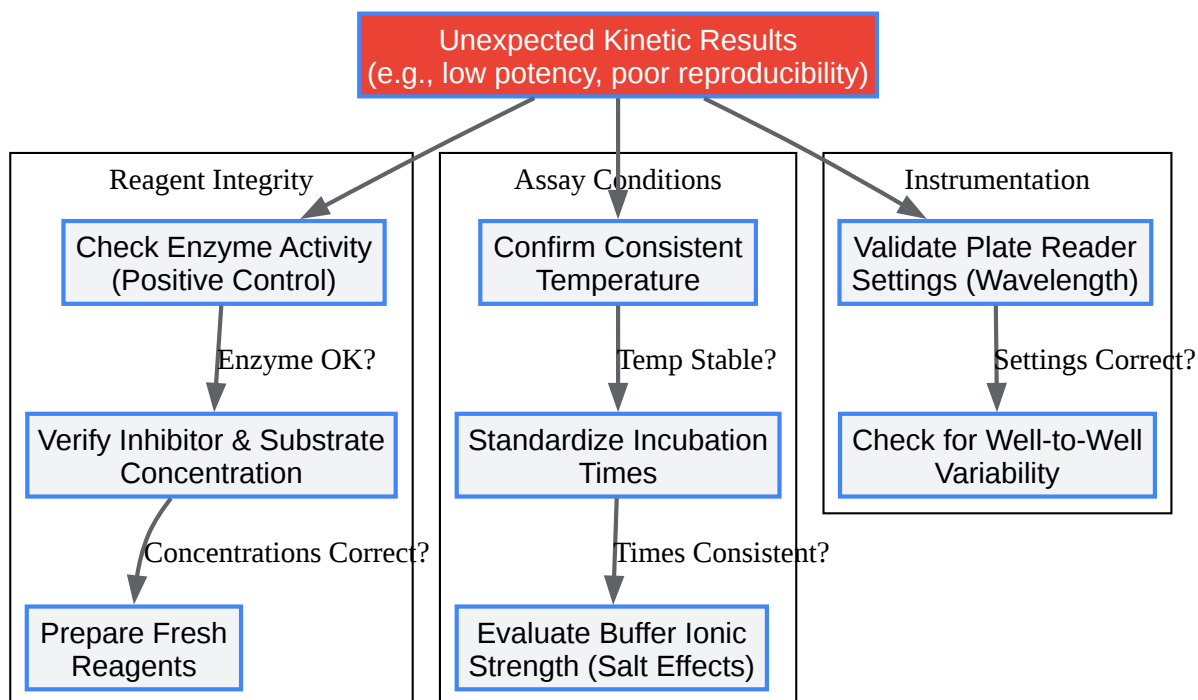 Unexpected Kinetic Results
(e.g., low potency, poor reproducibility)
Reagent Integrity
Check Enzyme Activity
(Positive Control)
Enzyme OK?
Verify Inhibitor & Substrate
Concentration
Concentrations Correct?
Prepare Fresh
Reagents
Assay Conditions
Confirm Consistent
Temperature
Temp Stable?
Standardize Incubation
Times
Times Consistent?
Evaluate Buffer Ionic
Strength (Salt Effects)
Instrumentation
Validate Plate Reader
Settings (Wavelength)
Settings Correct?
Check for Well-to-Well
Variability